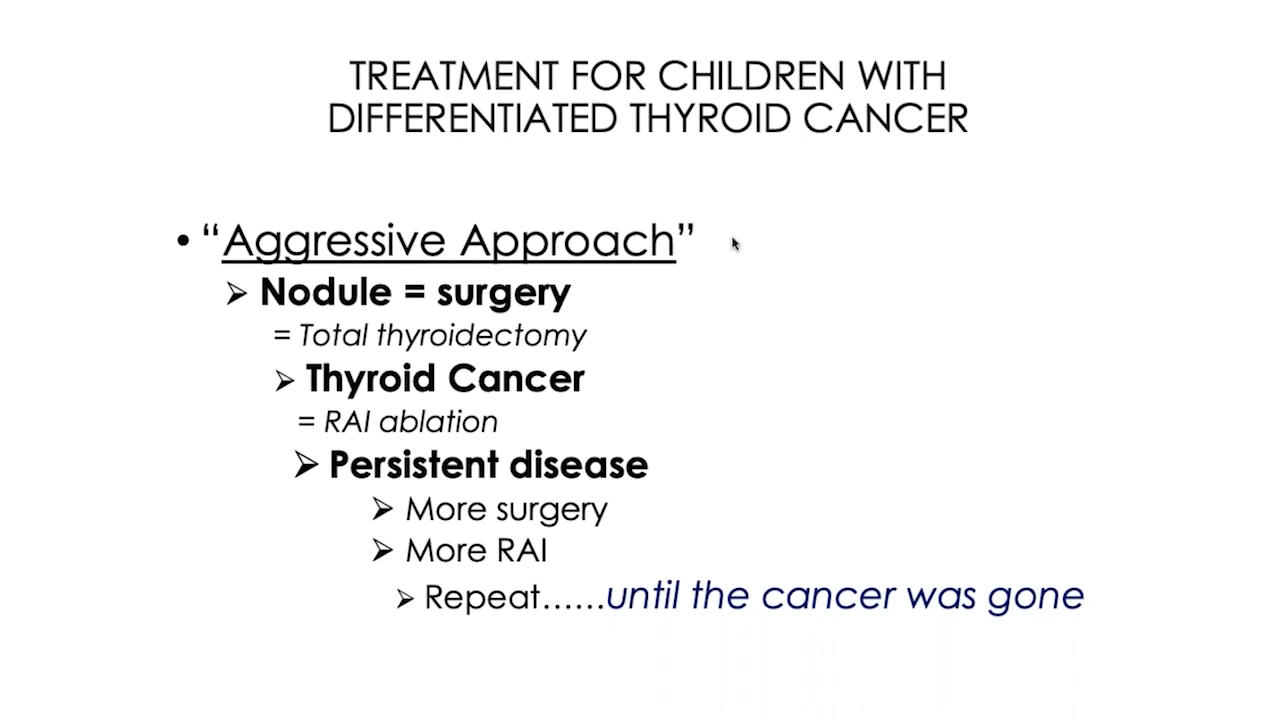 TREATMENT FOR CHILDREN WITH
DIFFERENTIATED THYROID CANCER
• “Aggressive Approach”
➢ Nodule = surgery
= Total thyroidectomy
➢ Thyroid Cancer
= RAI ablation
➢ Persistent disease
➢ More surgery
➢ More RAI
➢ Repeat……until the cancer was gone